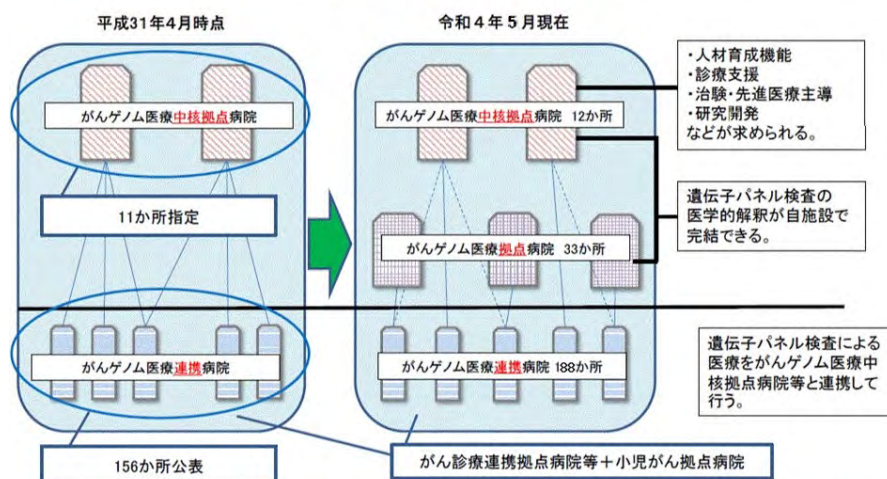 平成31年4月時点
がんゲノム医療中核拠点病院
11か所指定
がんゲノム医療連携病院
156か所公表
令和4年5月現在
がんゲノム医療中核拠点病院 12か所
がんゲノム医療拠点病院 33か所
がんゲノム医療連携病院 188か所
がん診療連携拠点病院等＋小児がん拠点病院
・人材育成機能
・診療支援
・治験・先進医療主導
・研究開発
などが求められる。
遺伝子パネル検査の
医学的解釈が自施設で
完結できる。
遺伝子パネル検査による
医療をがんゲノム医療中
核拠点病院等と連携して
行う。